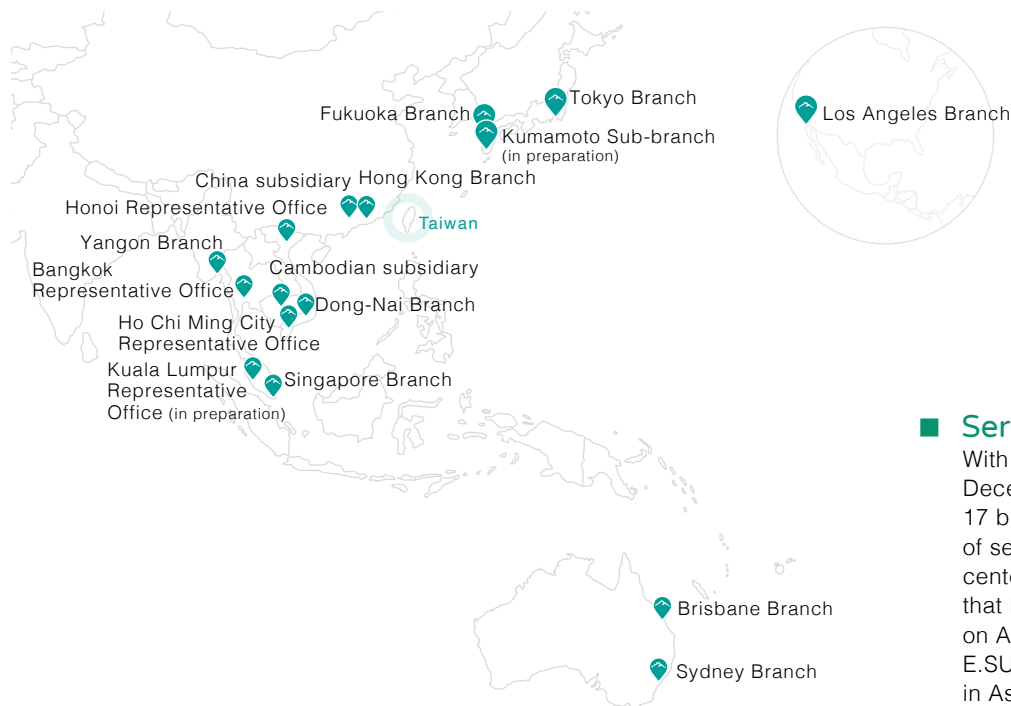 Tokyo Branch
Fukuoka Branch
Los Angeles Branch
Kumamoto Sub-branch
(in preparation)
China subsidiary
Hong Kong Branch
Honoi Representative Office
Taiwan
Yangon Branch
Bangkok
Representative Office
Cambodian subsidiary
Dong-Nai Branch
Ho Chi Ming City
Representative Office
Kuala Lumpur
Representative
Office (in preparation)
Singapore Branch
Brisbane Branch
Sydney Branch
Ser
With
Dece
17 b
of se
cente
that
on A
E.SU
in As